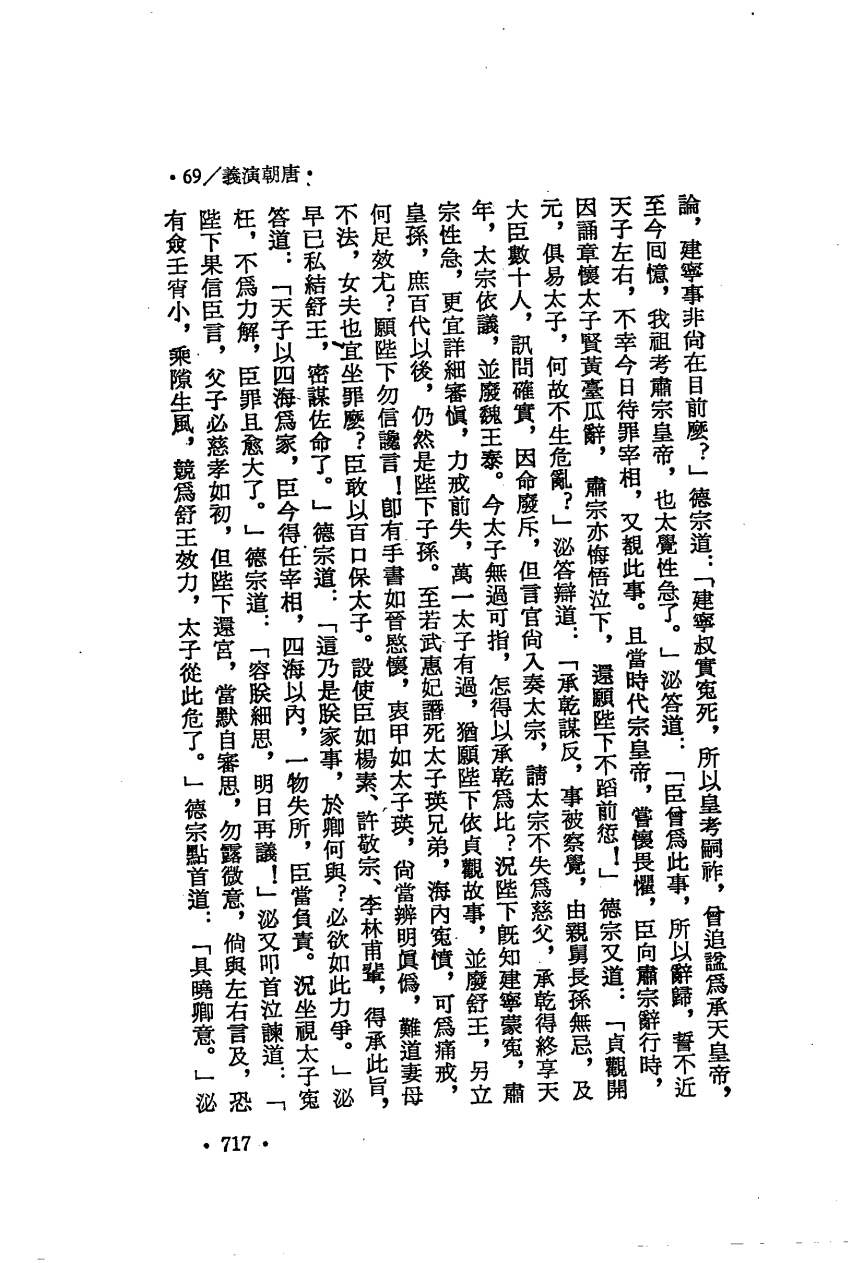 •69／義演朝唐•
論，建寧事非尙在目前麼？」德宗道：「建寧叔實寃死，所以皇考嗣祚，曾追諡爲承天皇帝，
至今囘憶，我祖考肅宗皇帝，也太覺性急了。」泌答道：「臣曾爲此事，所以辭歸，誓不近
天子左右，不幸今日待罪宰相，又覩此事。且當時代宗皇帝，嘗懷畏懼，臣向肅宗辭行時，
因誦章懷太子賢黃臺瓜辭，肅宗亦悔悟泣下，還願陛下不蹈前愆！」德宗又道：「貞觀開
元，俱易太子，何故不生危亂？」泌答辯道：「承乾謀反，事被察覺，由親舅長孫無忌，及
大臣數十人，訊問確實，因命廢斥，但言官尙入奏太宗，請太宗不失爲慈父，承乾得終享天
年，太宗依議，並廢魏王泰。今太子無過可指，怎得以承乾爲比？況陛下旣知建寧蒙寃，肅
宗性急，更宜詳細審愼，力戒前失，萬一太子有過，猶願陛下依貞觀故事，並廢舒王，另立
皇孫，庶百代以後，仍然是陛下子孫。至若武惠妃譖死太子瑛兄弟，海內寃憤，可爲痛戒，
何足效尤？願陛下勿信讒言！卽有手書如晉愍懷，衷甲如太子瑛，尙當辨明眞僞，難道妻母
不法，女夫也宜坐罪麼？臣敢以百口保太子。設使臣如楊素、許敬宗、李林甫輩，得承此旨，
早已私結舒王，密謀佐命了。」德宗道：「這乃是朕家事，於卿何與？必欲如此力爭。」泌
答道：「天子以四海爲家，臣今得任宰相，四海以內，一物失所，臣當負責。況坐視太子寃
枉，不爲力解，臣罪且愈大了。」德宗道：「容朕細思，明日再議！」泌又叩首泣諫道：「
陛下果信臣言，父子必慈孝如初，但陛下還宮，當默自審思，勿露微意，倘與左右言及，恐
有僉壬宵小，乘隙生風，競爲舒王效力，太子從此危了。」德宗點首道：「具曉卿意。」泌
•717•